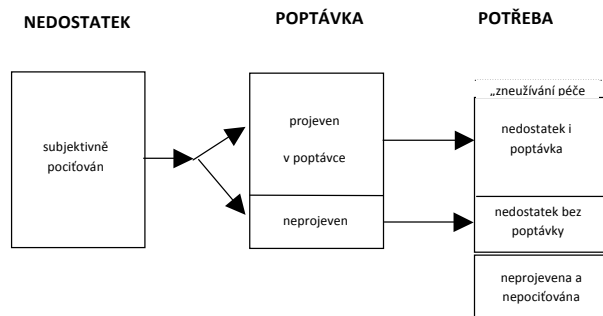 NEDOSTATEK
POPTÁVKA
POTŘEBA
subjektivně
pociťován
projeven
v poptávce
neprojeven
„zneužívání péče
nedostatek i
poptávka
nedostatek bez
poptávky
neprojevena a
nepociťována